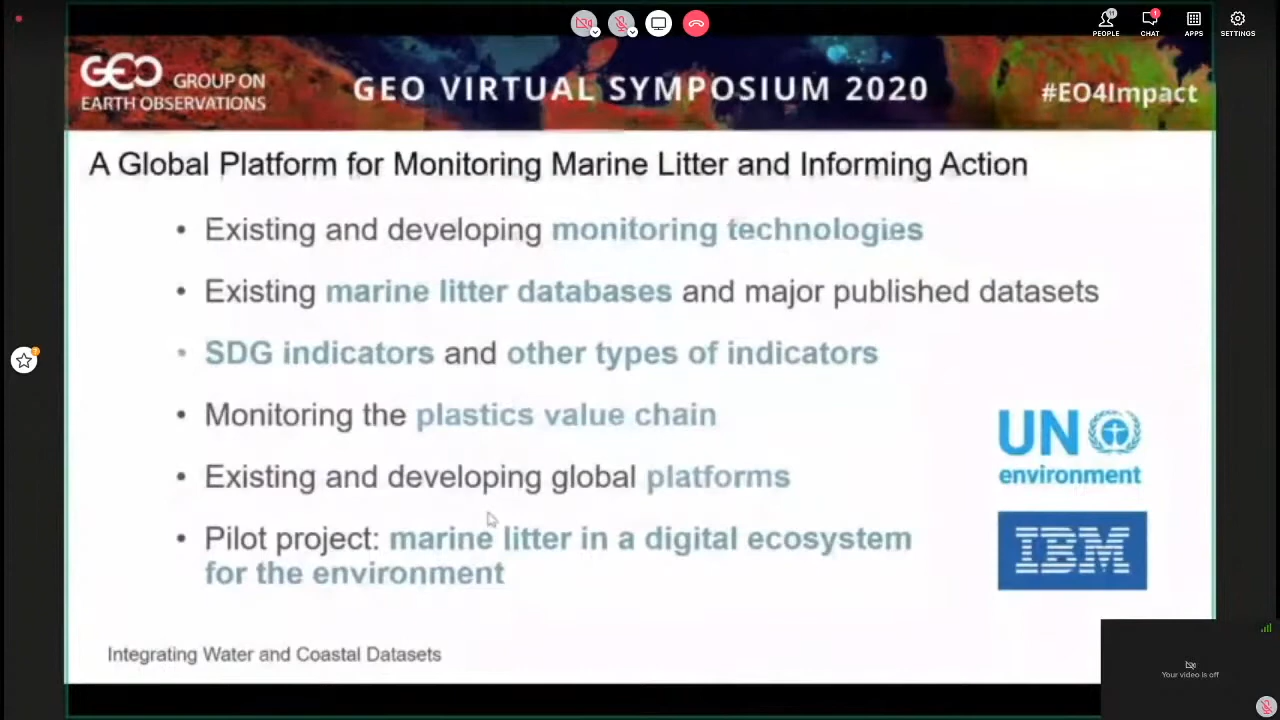 11
1
PEOPLE
CHAT
APPS
SETTINGS
GEO GROUP ON
EARTH OBSERVATIONS
GEO VIRTUAL SYMPOSIUM 2020
#EO4Impact
A Global Platform for Monitoring Marine Litter and Informing Action
• Existing and developing monitoring technologies
• Existing marine litter databases and major published datasets
• SDG indicators and other types of indicators
• Monitoring the plastics value chain
• Existing and developing global platforms
• Pilot project: marine litter in a digital ecosystem
for the environment
UN
environment
IBM
Integrating Water and Coastal Datasets
Your video is off